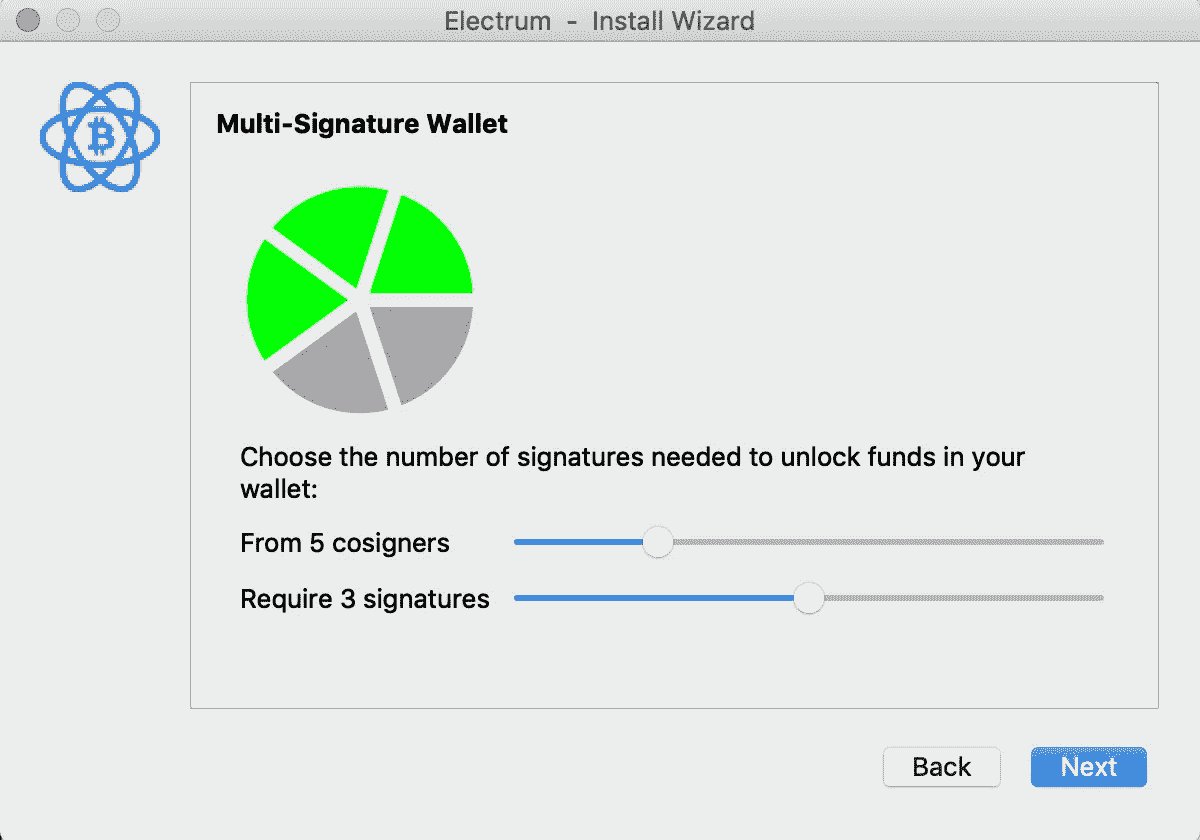 Electrum - Install Wizard
Multi-Signature Wallet
Choose the number of signatures needed to unlock funds in your
wallet:
From 5 cosigners
Require 3 signatures
Back
Next